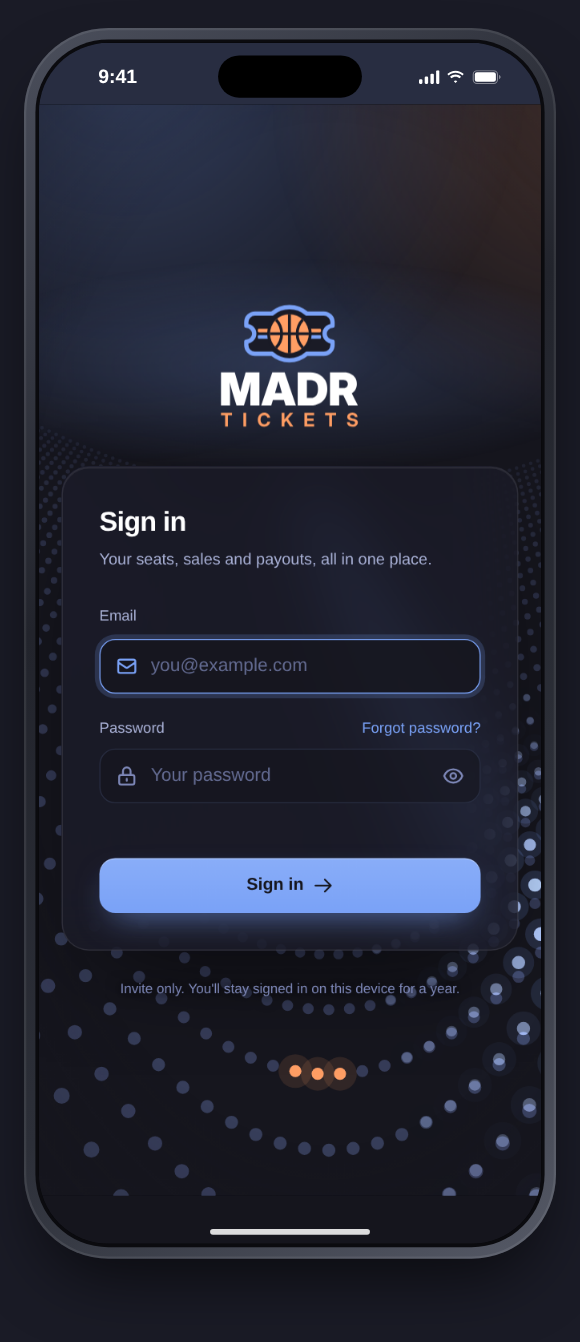 9:41
MADR
TICKETS
Sign in
Your seats, sales and payouts, all in one place.
Email
you@example.com
Password
Forgot password?
Your password
Sign in
Invite only. You'll stay signed in on this device for a year.